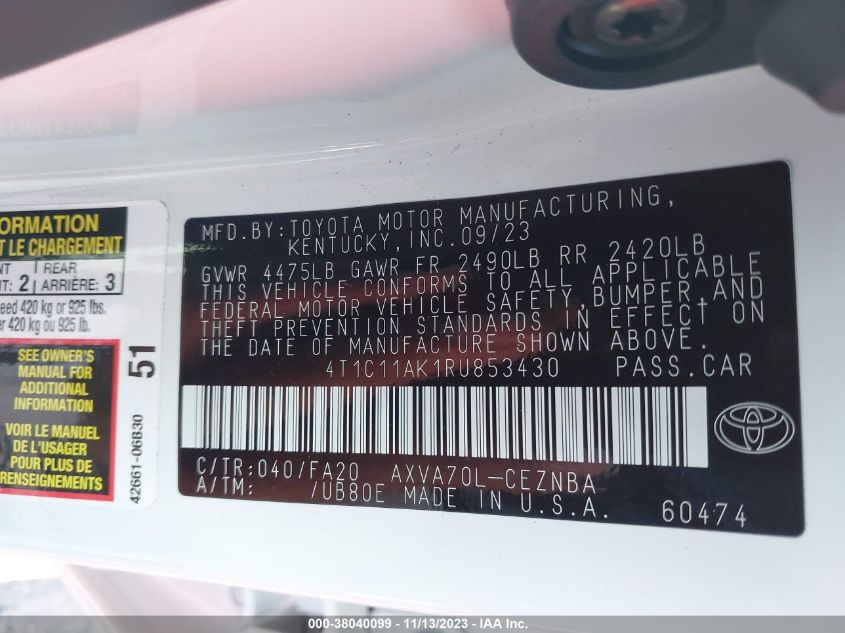 ORMATION
T LE CHARGEMENT
NT : 2 REAR
ARRIÈRE: 3
eed 420 kg or 925 lbs.
r 420 kg ou 925 lb.
SEE OWNER'S
MANUAL FOR
ADDITIONAL
INFORMATION
VOIR LE MANUEL
DE L'USAGER
POUR PLUS DE
RENSEIGNEMENTS
51
42661-06B30
MFD.BY:TOYOTA MOTOR MANUFACTURING,
KENTUCKY,INC.09/23
GVWR 4475LB GAWR FR 2490LB RR 2420LB
THIS VEHICLE CONFORMS TO ALL APPLICABLE
FEDERAL MOTOR VEHICLE SAFETY,BUMPER,AND
THEFT PREVENTION STANDARDS IN EFFECT ON
THE DATE OF MANUFACTURE SHOWN ABOVE.
4T1C11AK1RU853430 PASS.CAR
C/TR:040/FA20 AXVA70L-CEZNBA
A/TM: /UB80E MADE IN U.S.A.
60474
000-38040099 - 11/13/2023 - IAA Inc.